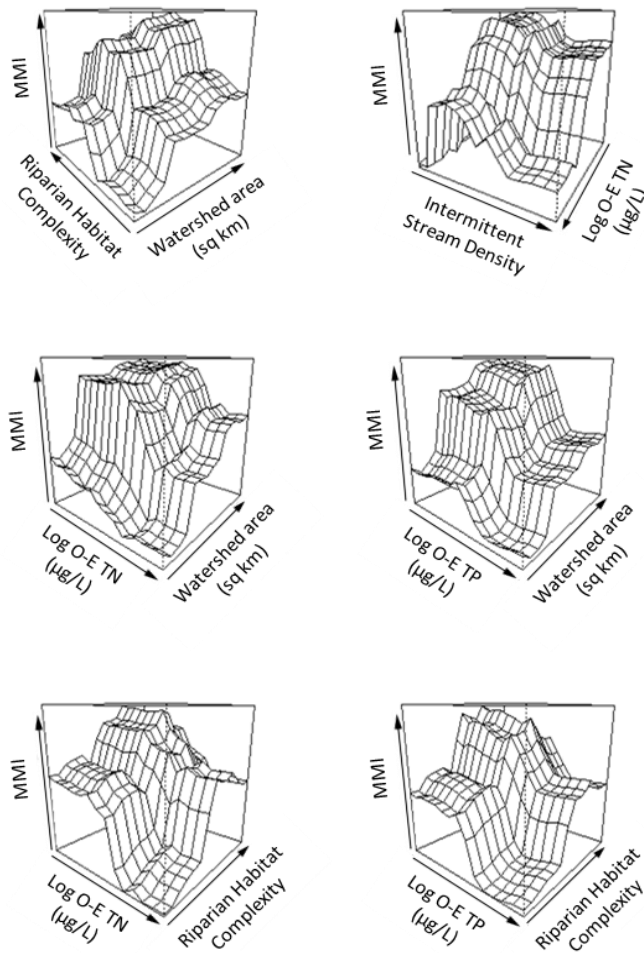 MMI
Riparian Habitat
Complexity
Watershed area
(sq km)
MMI
Intermittent
Stream Density
Log O-E TN
(µg/L)
MMI
Log O-E TN
(µg/L)
Watershed area
(sq km)
MMI
Log O-E TP
(µg/L)
Watershed area
(sq km)
MMI
Log O-E TN
(µg/L)
Riparian Habitat
Complexity
MMI
Log O-E TP
(µg/L)
Riparian Habitat
Complexity